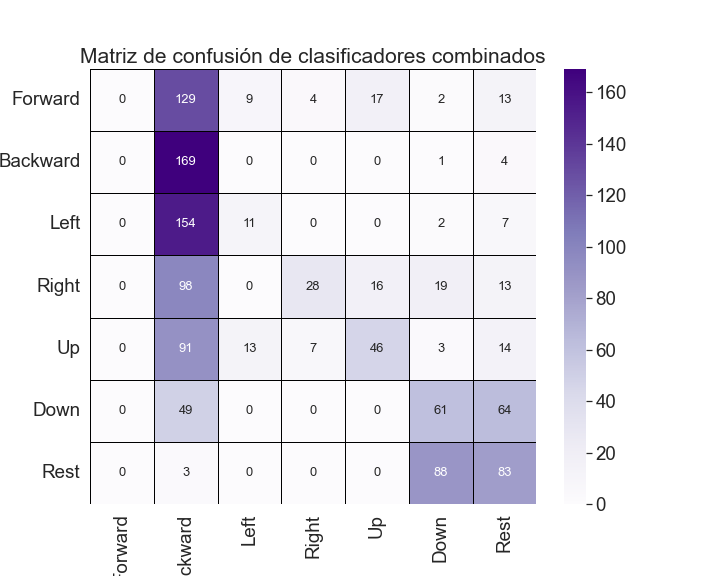 Matriz de confusión de clasificadores combinados
Forward 0 129 9 4 17 2 13
Backward 0 169 0 0 0 1 4
Left 0 154 11 0 0 2 7
Right 0 98 0 28 16 19 13
Up 0 91 13 7 46 3 14
Down 0 49 0 0 0 61 64
Rest 0 3 0 0 0 88 83
Forward
ckward
Left
Right
Up
Down
Rest
160
140
120
100
80
60
40
20
0